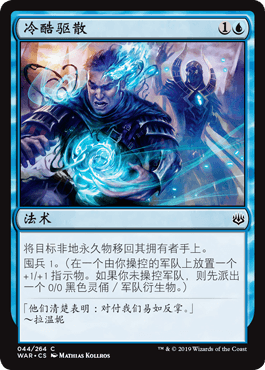 冷酷驱散 1
法术
将目标非地永久物移回其拥有者手上。
囤兵 1。（在一个由你操控的军队上放置一个
+1/+1 指示物。如果你未操控军队，则先派出
一个 0/0 黑色灵俑／军队衍生物。）
「他们清楚表明：对付我们易如反掌。」
～拉温妮
044/264 C
WAR • CS Mathias Kollros
™ & © 2019 Wizards of the Coast